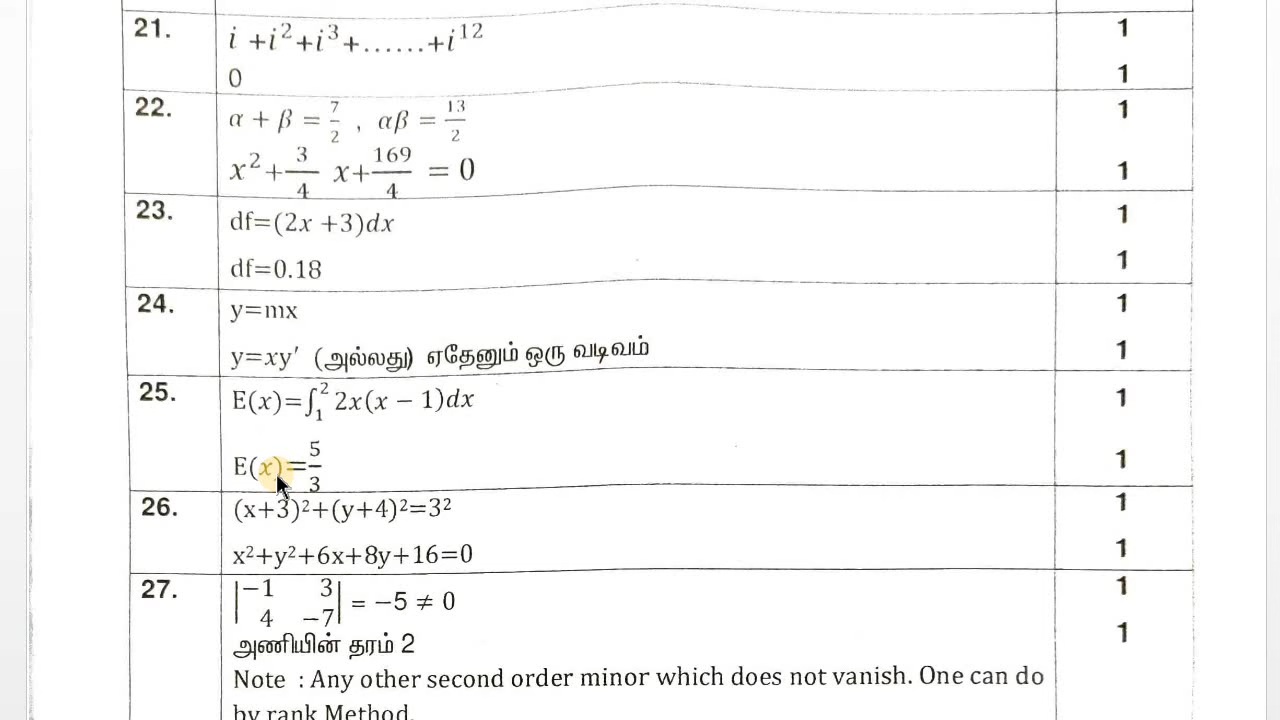 21. i +i²+i³+......+i¹² 1
0 1
22. α + β = 7/2 , αβ = 13/2 1
x²+ 3/4 x+ 169/4 = 0 1
23. df=(2x +3)dx 1
df=0.18 1
24. y=mx 1
y=xy′ (அல்லது) ஏதேனும் ஒரு வடிவம் 1
25. E(x)=∫₁² 2x(x − 1)dx 1
E(x)= 5/3 1
26. (x+3)²+(y+4)²=3² 1
x²+y²+6x+8y+16=0 1
27. |−1 3| 1
|4 −7| = −5 ≠ 0
அணியின் தரம் 2 1
Note : Any other second order minor which does not vanish. One can do
by rank Method.